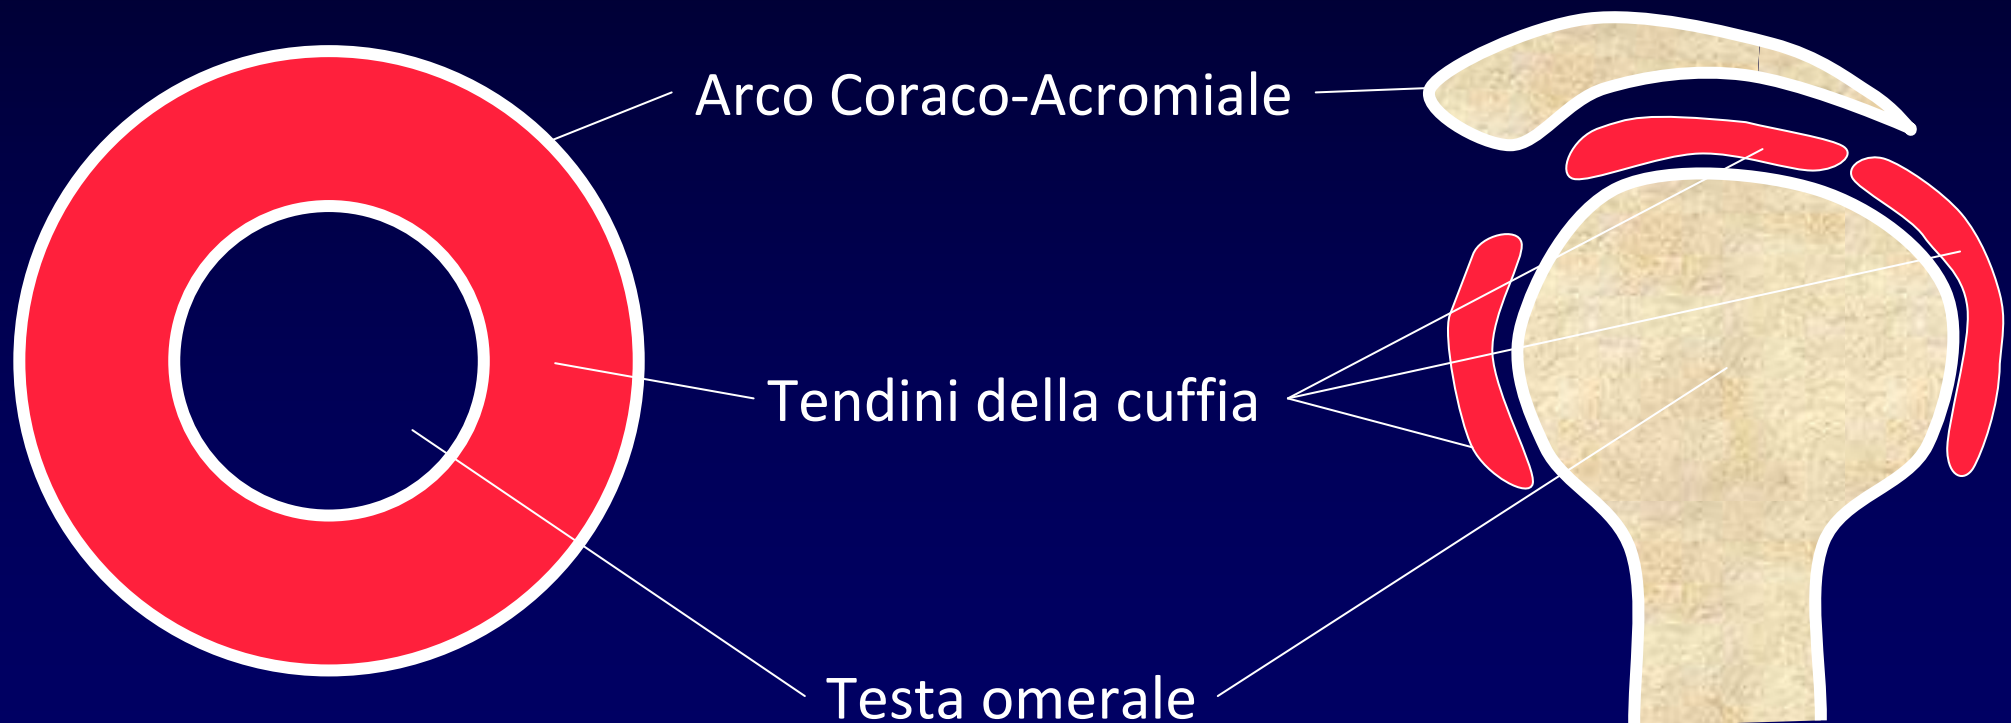 Arco Coraco-Acromiale
Tendini della cuffia
Testa omerale